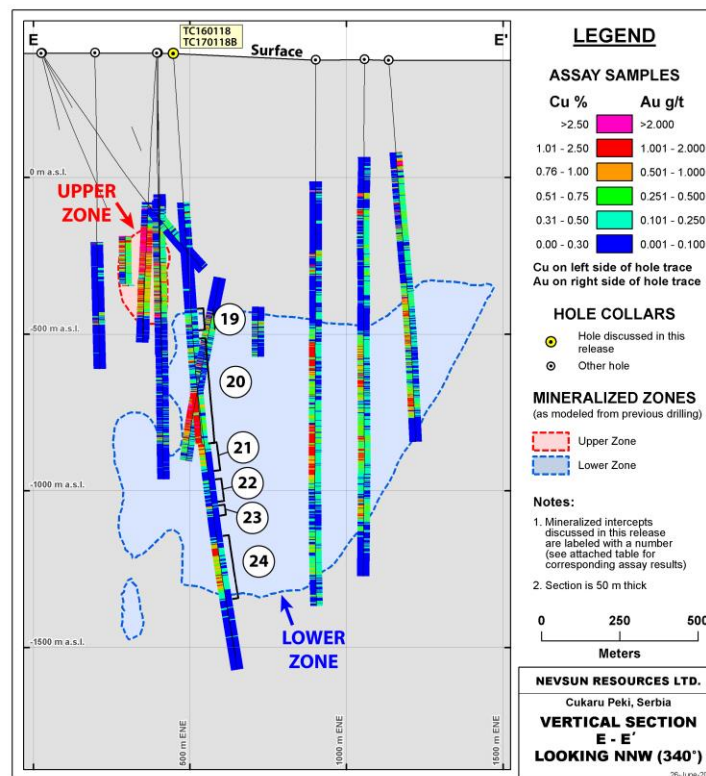 E
TC160118
TC170118B
Surface
E'
0 m a.s.l.
UPPER
ZONE
-500 m a.s.l.
19
20
21
22
23
24
-1000 m a.s.l.
-1500 m a.s.l.
LOWER
ZONE
500 m ENE
1000 m ENE
1500 m ENE
LEGEND
ASSAY SAMPLES
Cu % Au g/t
>2.50 >2.000
1.01 - 2.50 1.001 - 2.000
0.76 - 1.00 0.501 - 1.000
0.51 - 0.75 0.251 - 0.500
0.31 - 0.50 0.101 - 0.250
0.00 - 0.30 0.001 - 0.100
Cu on left side of hole trace
Au on right side of hole trace
HOLE COLLARS
Hole discussed in this
release
Other hole
MINERALIZED ZONES
(as modeled from previous drilling)
Upper Zone
Lower Zone
Notes:
1. Mineralized intercepts
discussed in this release
are labeled with a number
(see attached table for
corresponding assay results)
2. Section is 50 m thick
0 250 500
Meters
NEVSUN RESOURCES LTD.
Cukaru Peki, Serbia
VERTICAL SECTION
E - E'
LOOKING NNW (340°)